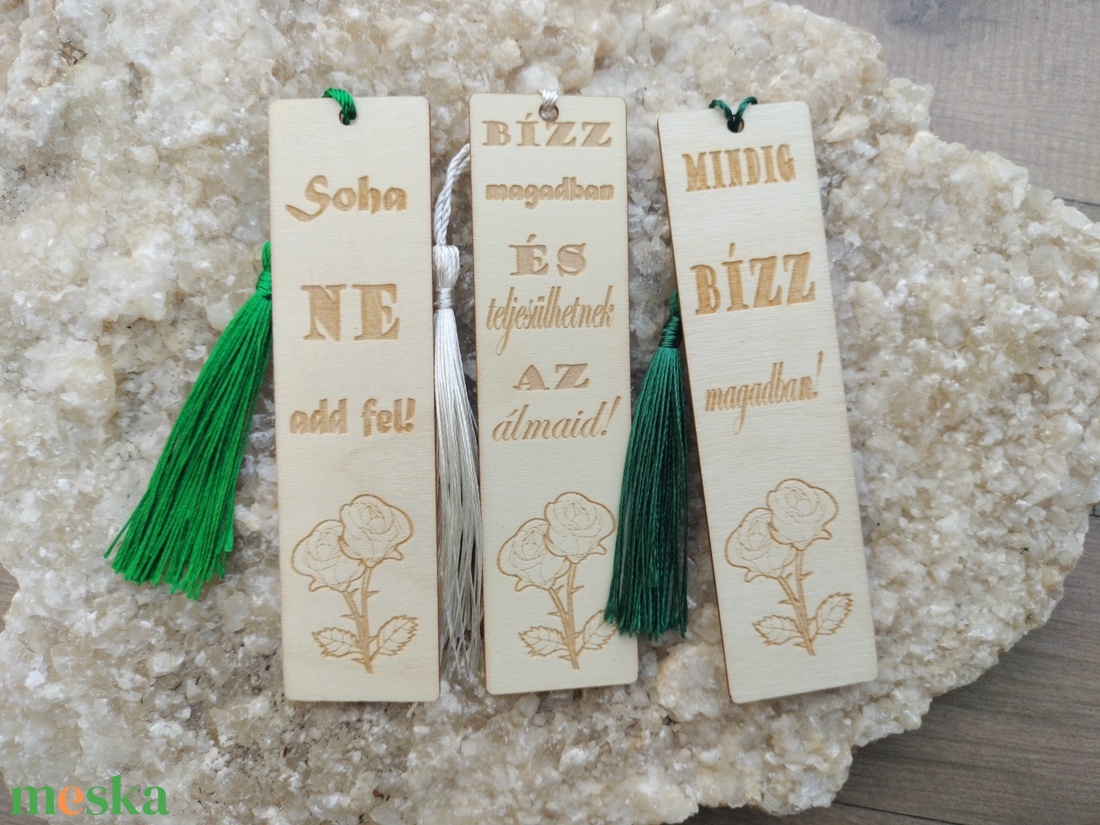 Soha
NE
add fel!
BÍZZ
magadban
ÉS
teljesülhetnek
AZ
álmaid!
MINDIG
BÍZZ
magadban!
meska